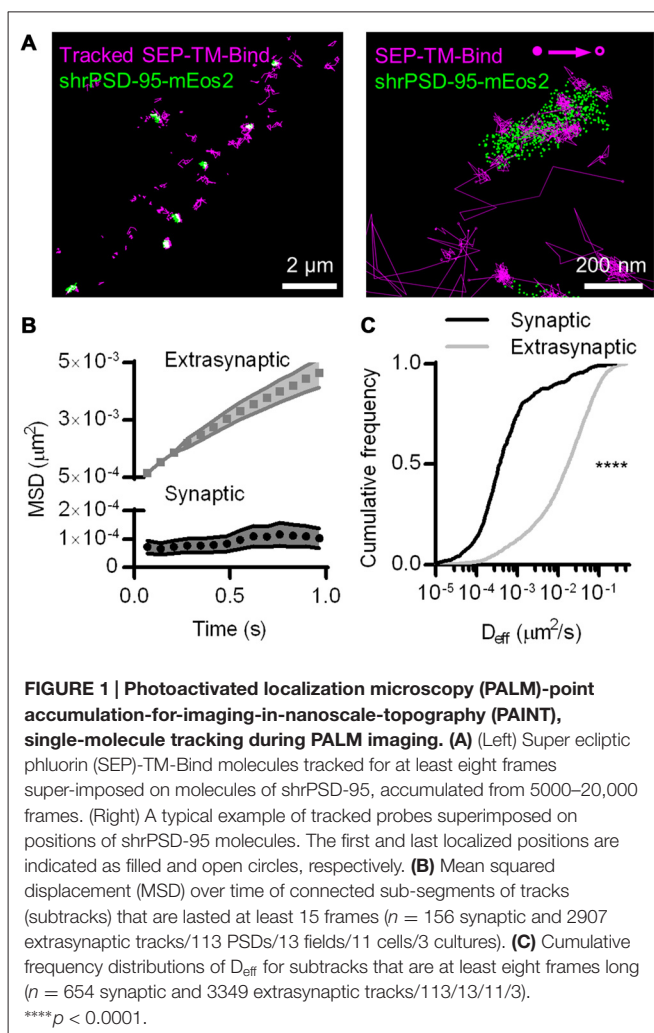 A
Tracked SEP-TM-Bind
shrPSD-95-mEos2
2 µm
SEP-TM-Bind
shrPSD-95-mEos2
200 nm
B
5×10⁻³
Extrasynaptic
3×10⁻³
5×10⁻⁴
MSD (µm²)
2×10⁻⁴
Synaptic
1×10⁻⁴
0
0.0 0.5 1.0
Time (s)
C
Synaptic
Extrasynaptic
1.0
0.5
0.0
Cumulative frequency
****
10⁻⁵ 10⁻⁴ 10⁻³ 10⁻² 10⁻¹
D_eff (µm²/s)
FIGURE 1 | Photoactivated localization microscopy (PALM)-point
accumulation-for-imaging-in-nanoscale-topography (PAINT),
single-molecule tracking during PALM imaging. (A) (Left) Super ecliptic
phluorin (SEP)-TM-Bind molecules tracked for at least eight frames
super-imposed on molecules of shrPSD-95, accumulated from 5000–20,000
frames. (Right) A typical example of tracked probes superimposed on
positions of shrPSD-95 molecules. The first and last localized positions are
indicated as filled and open circles, respectively. (B) Mean squared
displacement (MSD) over time of connected sub-segments of tracks
(subtracks) that are lasted at least 15 frames (n = 156 synaptic and 2907
extrasynaptic tracks/113 PSDs/13 fields/11 cells/3 cultures). (C) Cumulative
frequency distributions of D_eff for subtracks that are at least eight frames long
(n = 654 synaptic and 3349 extrasynaptic tracks/113/13/11/3).
****p < 0.0001.